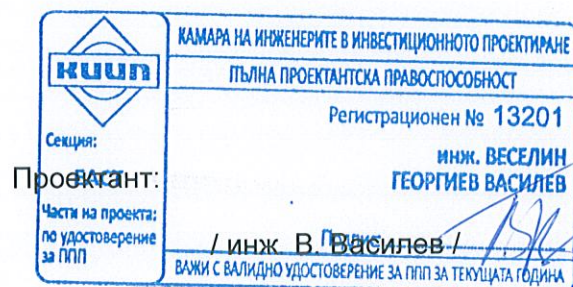 КАМАРА НА ИНЖЕНЕРИТЕ В ИНВЕСТИЦИОННОТО ПРОЕКТИРАНЕ
КИИП
ПЪЛНА ПРОЕКТАНТСКА ПРАВОСПОСОБНОСТ
Регистрационен № 13201
Секция:
инж. ВЕСЕЛИН
Проектант:
ГЕОРГИЕВ ВАСИЛЕВ
Части на проекта:
по удостоверение
за ППП
/ инж. В. Василев /
ВАЖИ С ВАЛИДНО УДОСТОВЕРЕНИЕ ЗА ППП ЗА ТЕКУЩАТА ГОДИНА